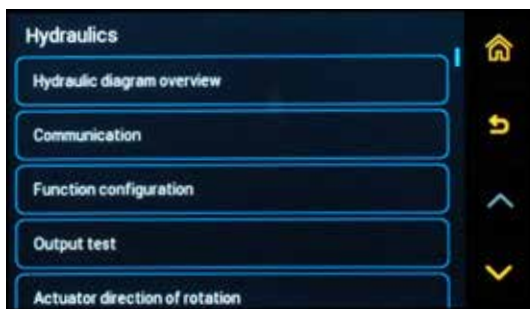 Hydraulics
Hydraulic diagram overview
Communication
Function configuration
Output test
Actuator direction of rotation